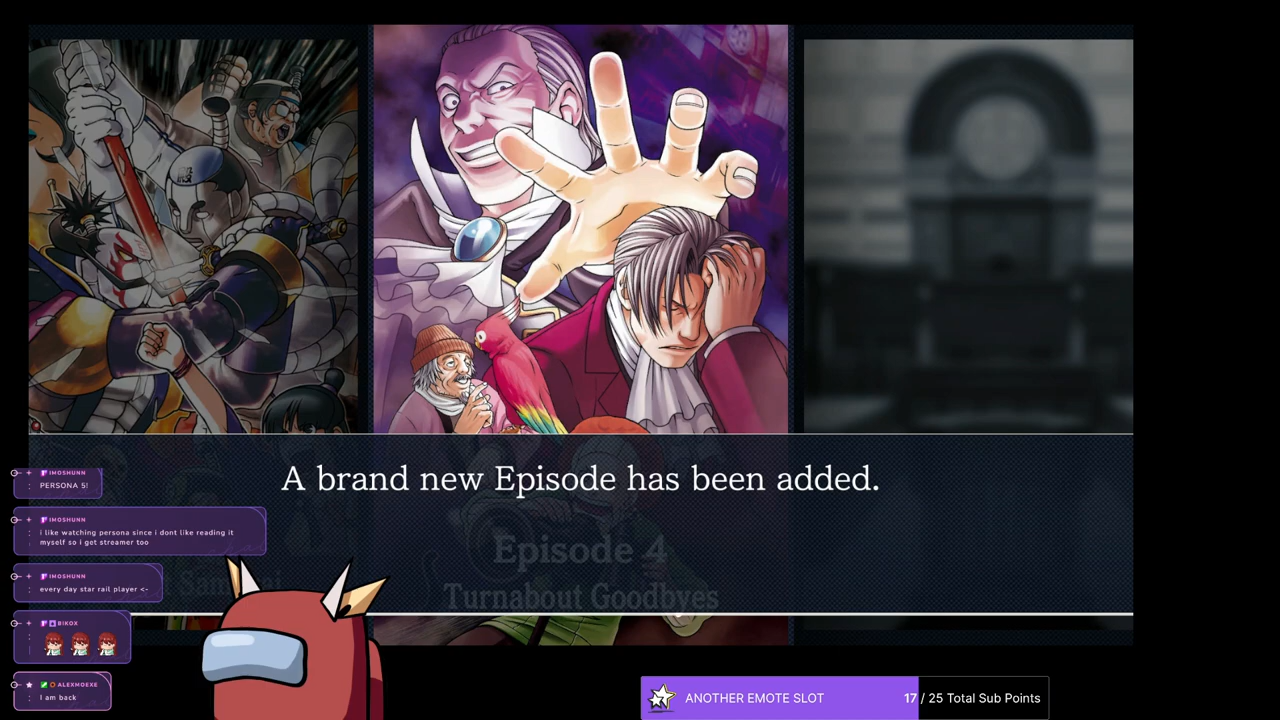 A brand new Episode has been added.
Episode 4
Turnabout Goodbyes
IMOSHUNN
PERSONA 5!
IMOSHUNN
i like watching persona since i dont like reading it
myself so i get streamer too
IMOSHUNN
every day star rail player <-
BIKOX
ALEXMOEXE
I am back
ANOTHER EMOTE SLOT
17 / 25 Total Sub Points